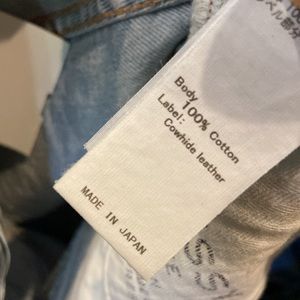 Body
100% Cotton
Label:
Cowhide leather
MADE IN JAPAN